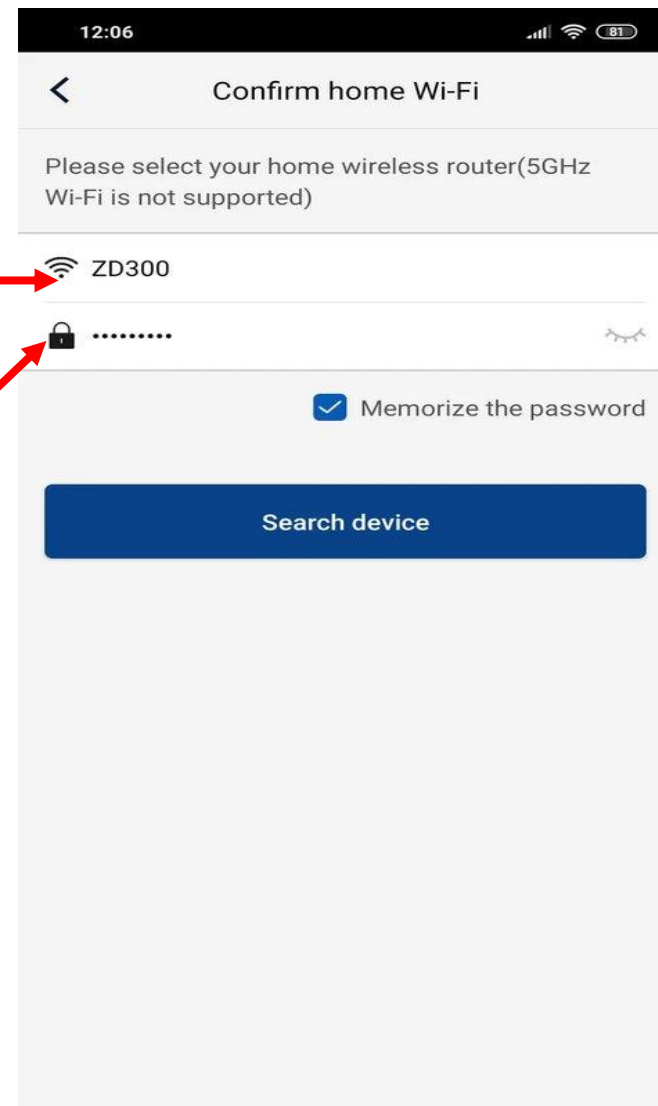 12:06
81
Confirm home Wi-Fi
Please select your home wireless router(5GHz
Wi-Fi is not supported)
ZD300
•••••••••
Memorize the password
Search device